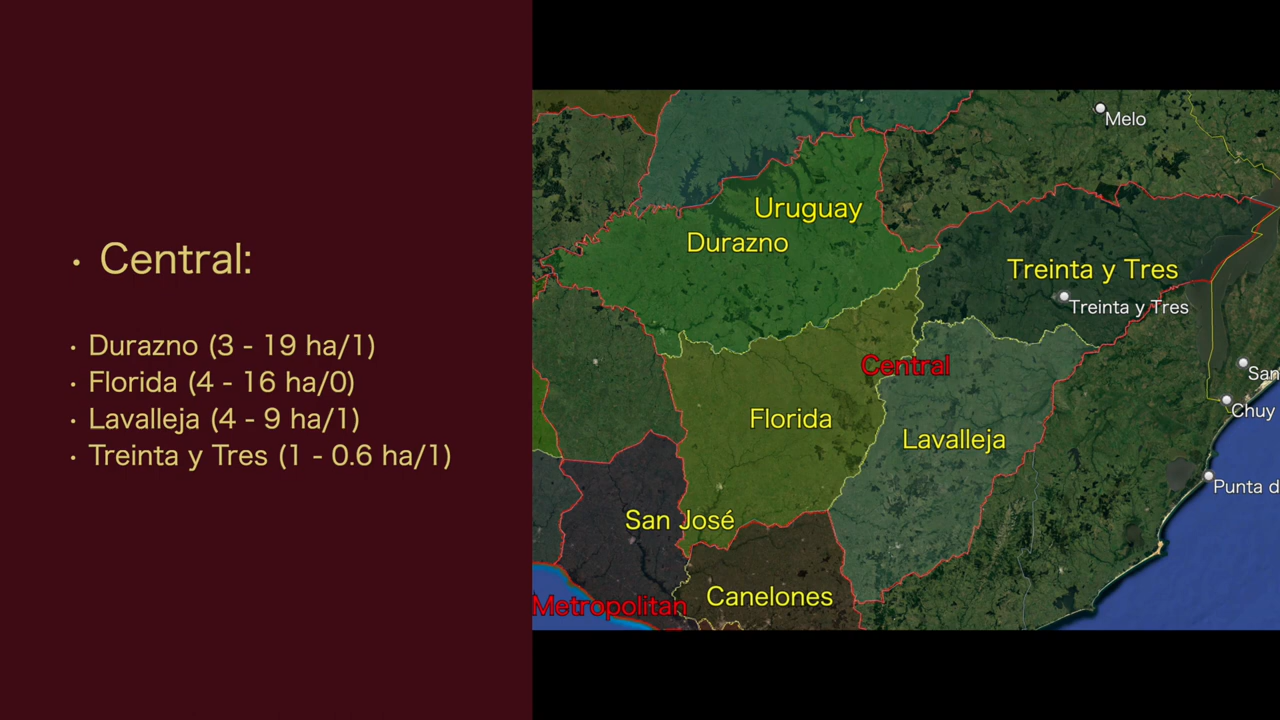 • Central:
• Durazno (3 - 19 ha/1)
• Florida (4 - 16 ha/0)
• Lavalleja (4 - 9 ha/1)
• Treinta y Tres (1 - 0.6 ha/1)
Melo
Uruguay
Durazno
Treinta y Tres
Treinta y Tres
Central
San
Chuy
Florida
Lavalleja
Punta d
San José
Canelones
Metropolitan